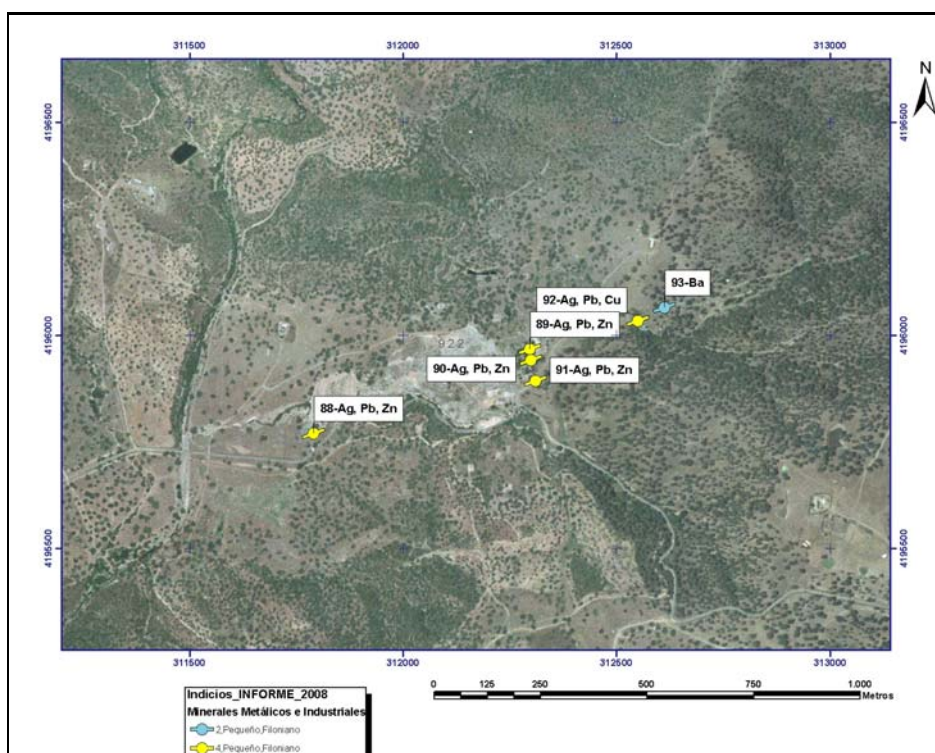 311500 312000 312500 313000
N
4196500 4196500
93-Ba
92-Ag, Pb, Cu
89-Ag, Pb, Zn
4196000 4196000
922
90-Ag, Pb, Zn 91-Ag, Pb, Zn
88-Ag, Pb, Zn
4195500 4195500
311500 312000 312500 313000
Indicios_INFORME_2008
Minerales Metálicos e Industriales
2,Pequeño,Filoniano
4,Pequeño,Filoniano
0 125 250 500 750 1.000
Metros